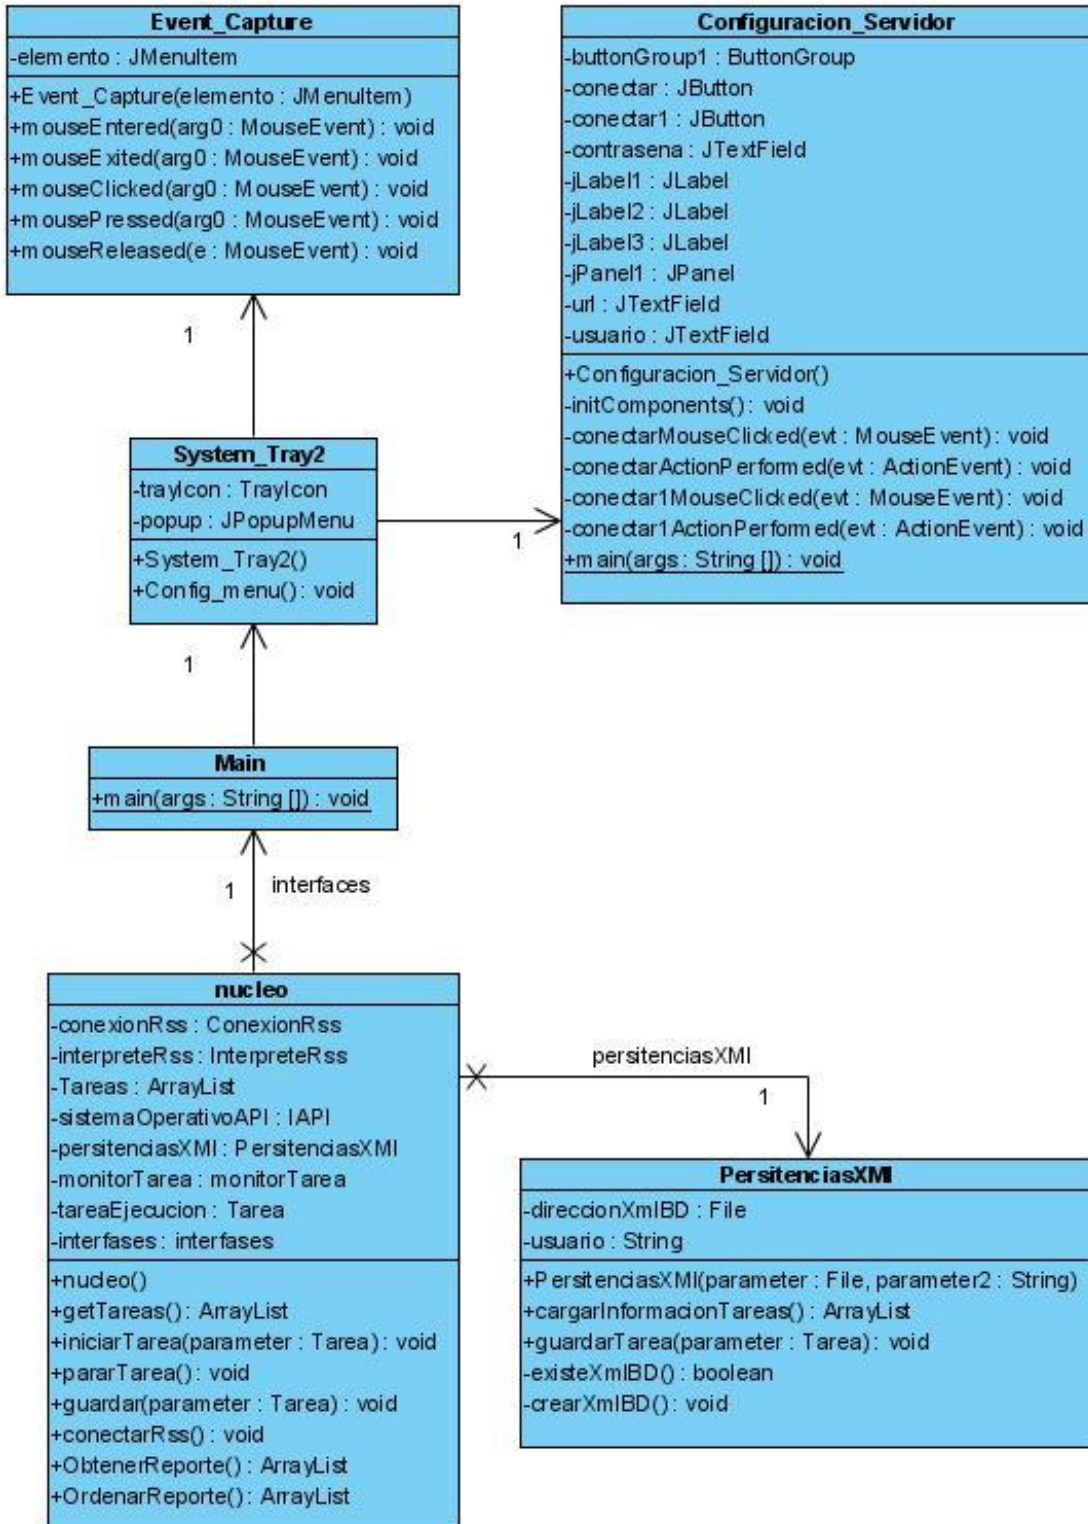 Event_Capture
-elemento : JMenuItem
+Event_Capture(elemento : JMenuItem)
+mouseEntered(arg0 : MouseEvent) : void
+mouseExited(arg0 : MouseEvent) : void
+mouseClicked(arg0 : MouseEvent) : void
+mousePressed(arg0 : MouseEvent) : void
+mouseReleased(e : MouseEvent) : void
Configuracion_Servidor
-buttonGroup1 : ButtonGroup
-conectar : JButton
-conectar1 : JButton
-contrasena : JTextField
-jLabel1 : JLabel
-jLabel2 : JLabel
-jLabel3 : JLabel
-jPanel1 : JPanel
-url : JTextField
-usuario : JTextField
+Configuracion_Servidor()
-initComponents() : void
-conectarMouseClicked(evt : MouseEvent) : void
-conectarActionPerformed(evt : ActionEvent) : void
-conectar1MouseClicked(evt : MouseEvent) : void
-conectar1ActionPerformed(evt : ActionEvent) : void
+main(args : String []) : void
1
System_Tray2
-trayIcon : TrayIcon
-popup : JPopupMenu
+System_Tray2()
+Config_menu() : void
1
1
Main
+main(args : String []) : void
1
interfaces
nucleo
-conexionRss : ConexionRss
-interpreteRss : InterpreteRss
-Tareas : ArrayList
-sistemaOperativoAPI : IAPI
-persitenciasXMl : PersitenciasXMl
-monitorTarea : monitorTarea
-tareaEjecucion : Tarea
-interfases : interfases
+nucleo()
+getTareas() : ArrayList
+iniciarTarea(parameter : Tarea) : void
+pararTarea() : void
+guardar(parameter : Tarea) : void
+conectarRss() : void
+ObtenerReporte() : ArrayList
+OrdenarReporte() : ArrayList
persitenciasXMl
1
PersitenciasXMl
-direccionXmlBD : File
-usuario : String
+PersitenciasXMl(parameter : File, parameter2 : String)
+cargarInformacionTareas() : ArrayList
+guardarTarea(parameter : Tarea) : void
-existeXmlBD() : boolean
-crearXmlBD() : void